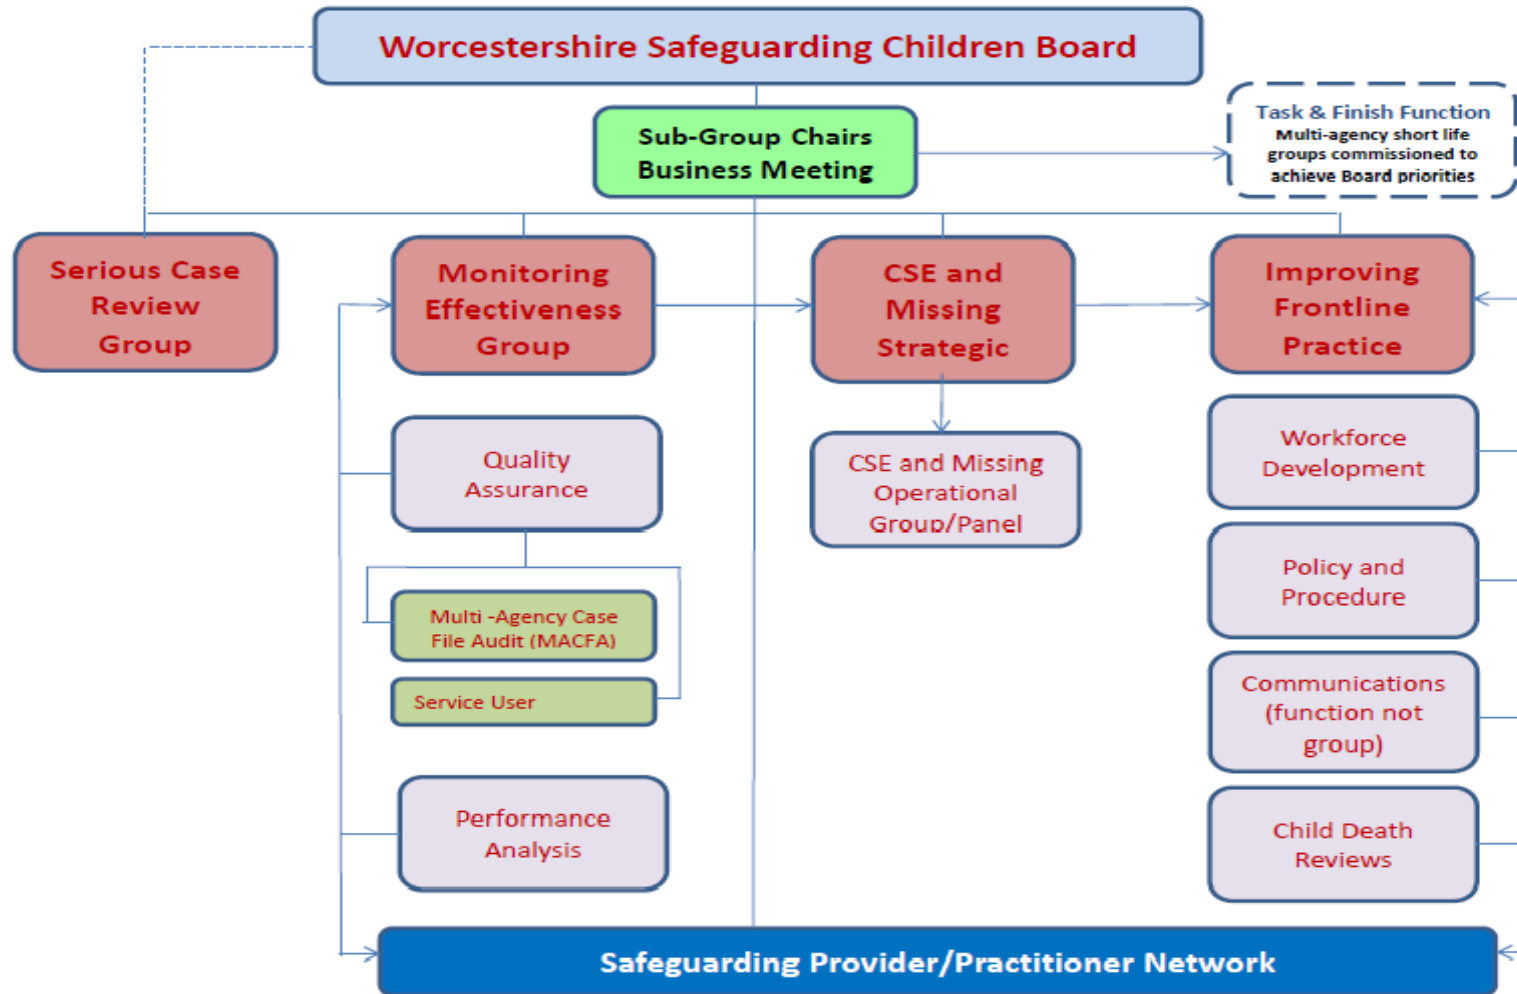 Worcestershire Safeguarding Children Board
Sub-Group Chairs
Business Meeting
Task & Finish Function
Multi-agency short life
groups commissioned to
achieve Board priorities
Serious Case
Review
Group
Monitoring
Effectiveness
Group
CSE and
Missing
Strategic
Improving
Frontline
Practice
Quality
Assurance
CSE and Missing
Operational
Group/Panel
Workforce
Development
Multi -Agency Case
File Audit (MACFA)
Service User
Policy and
Procedure
Communications
(function not
group)
Performance
Analysis
Child Death
Reviews
Safeguarding Provider/Practitioner Network